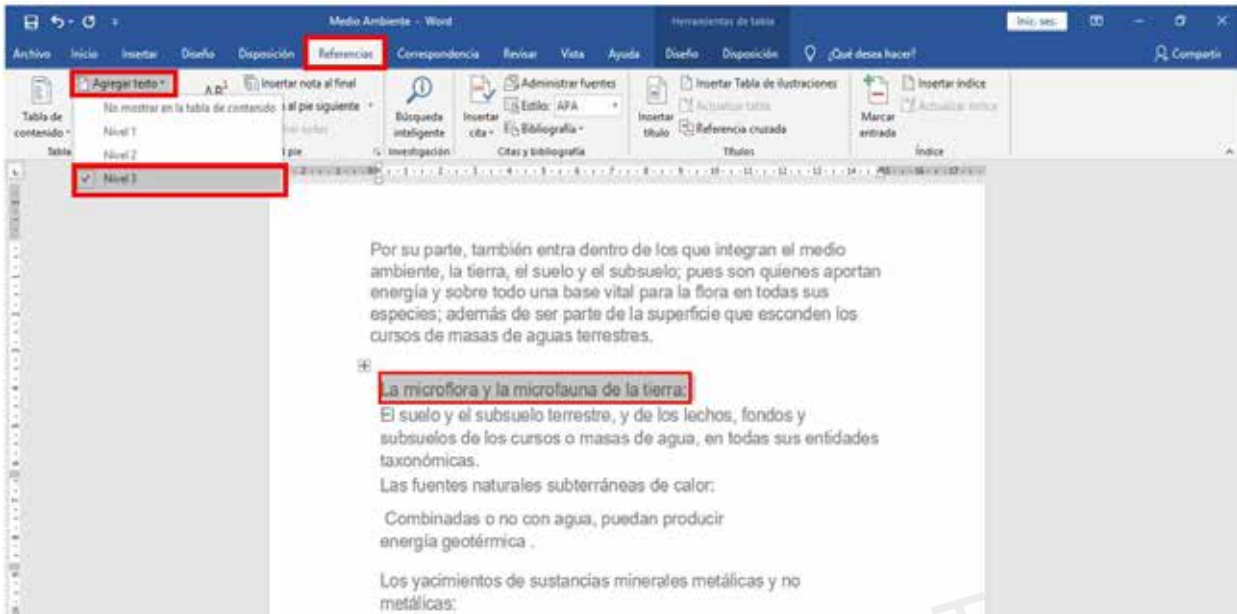 Medio Ambiente - Word
Herramientas de tabla
Inic. ses.
Archivo Inicio Insertar Diseño Disposición Referencias Correspondencia Revisar Vista Ayuda Diseño Disposición ¿Qué desea hacer? Compartir
Tabla de contenido
Agregar texto
No mostrar en la tabla de contenido
Nivel 1
Nivel 2
Nivel 3
AB1
Insertar nota al final
al pie siguiente
notas
pie
Búsqueda inteligente
Investigación
Insertar cita
Administrar fuentes
Estilo: APA
Bibliografía
Citas y bibliografía
Insertar título
Insertar Tabla de ilustraciones
Actualizar tabla
Referencia cruzada
Títulos
Marcar entrada
Insertar índice
Actualizar índice
Índice
Por su parte, también entra dentro de los que integran el medio
ambiente, la tierra, el suelo y el subsuelo; pues son quienes aportan
energía y sobre todo una base vital para la flora en todas sus
especies; además de ser parte de la superficie que esconden los
cursos de masas de aguas terrestres.
La microflora y la microfauna de la tierra:
El suelo y el subsuelo terrestre, y de los lechos, fondos y
subsuelos de los cursos o masas de agua, en todas sus entidades
taxonómicas.
Las fuentes naturales subterráneas de calor:
Combinadas o no con agua, puedan producir
energía geotérmica .
Los yacimientos de sustancias minerales metálicas y no
metálicas: